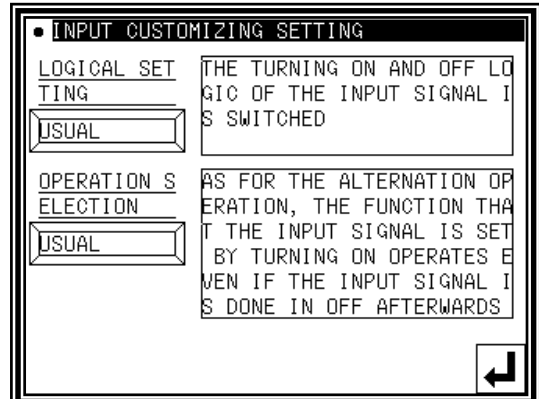 ● INPUT CUSTOMIZING SETTING
LOGICAL SET
TING
USUAL
THE TURNING ON AND OFF LO
GIC OF THE INPUT SIGNAL I
S SWITCHED
OPERATION S
ELECTION
USUAL
AS FOR THE ALTERNATION OP
ERATION, THE FUNCTION THA
T THE INPUT SIGNAL IS SET
BY TURNING ON OPERATES E
VEN IF THE INPUT SIGNAL I
S DONE IN OFF AFTERWARDS